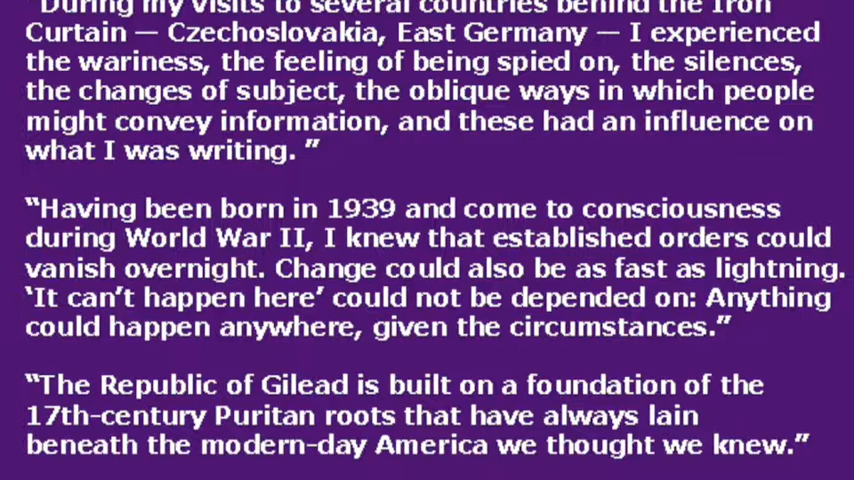 "During my visits to several countries behind the Iron
Curtain — Czechoslovakia, East Germany — I experienced
the wariness, the feeling of being spied on, the silences,
the changes of subject, the oblique ways in which people
might convey information, and these had an influence on
what I was writing. ”
“Having been born in 1939 and come to consciousness
during World War II, I knew that established orders could
vanish overnight. Change could also be as fast as lightning.
‘It can’t happen here’ could not be depended on: Anything
could happen anywhere, given the circumstances.”
“The Republic of Gilead is built on a foundation of the
17th-century Puritan roots that have always lain
beneath the modern-day America we thought we knew.”